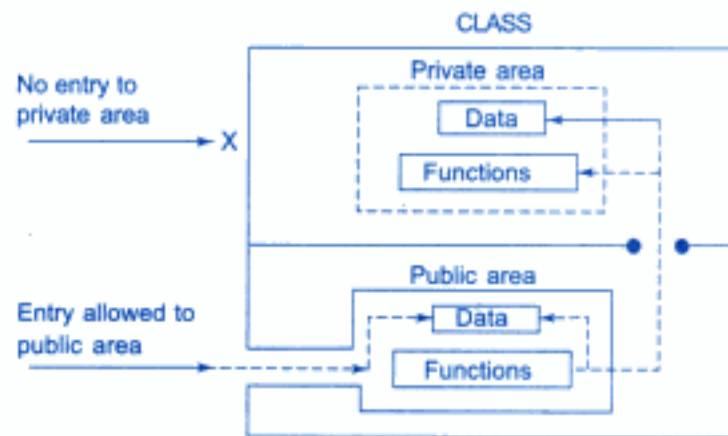 CLASS
No entry to
private area
X
Private area
Data
Functions
Entry allowed to
public area
Public area
Data
Functions